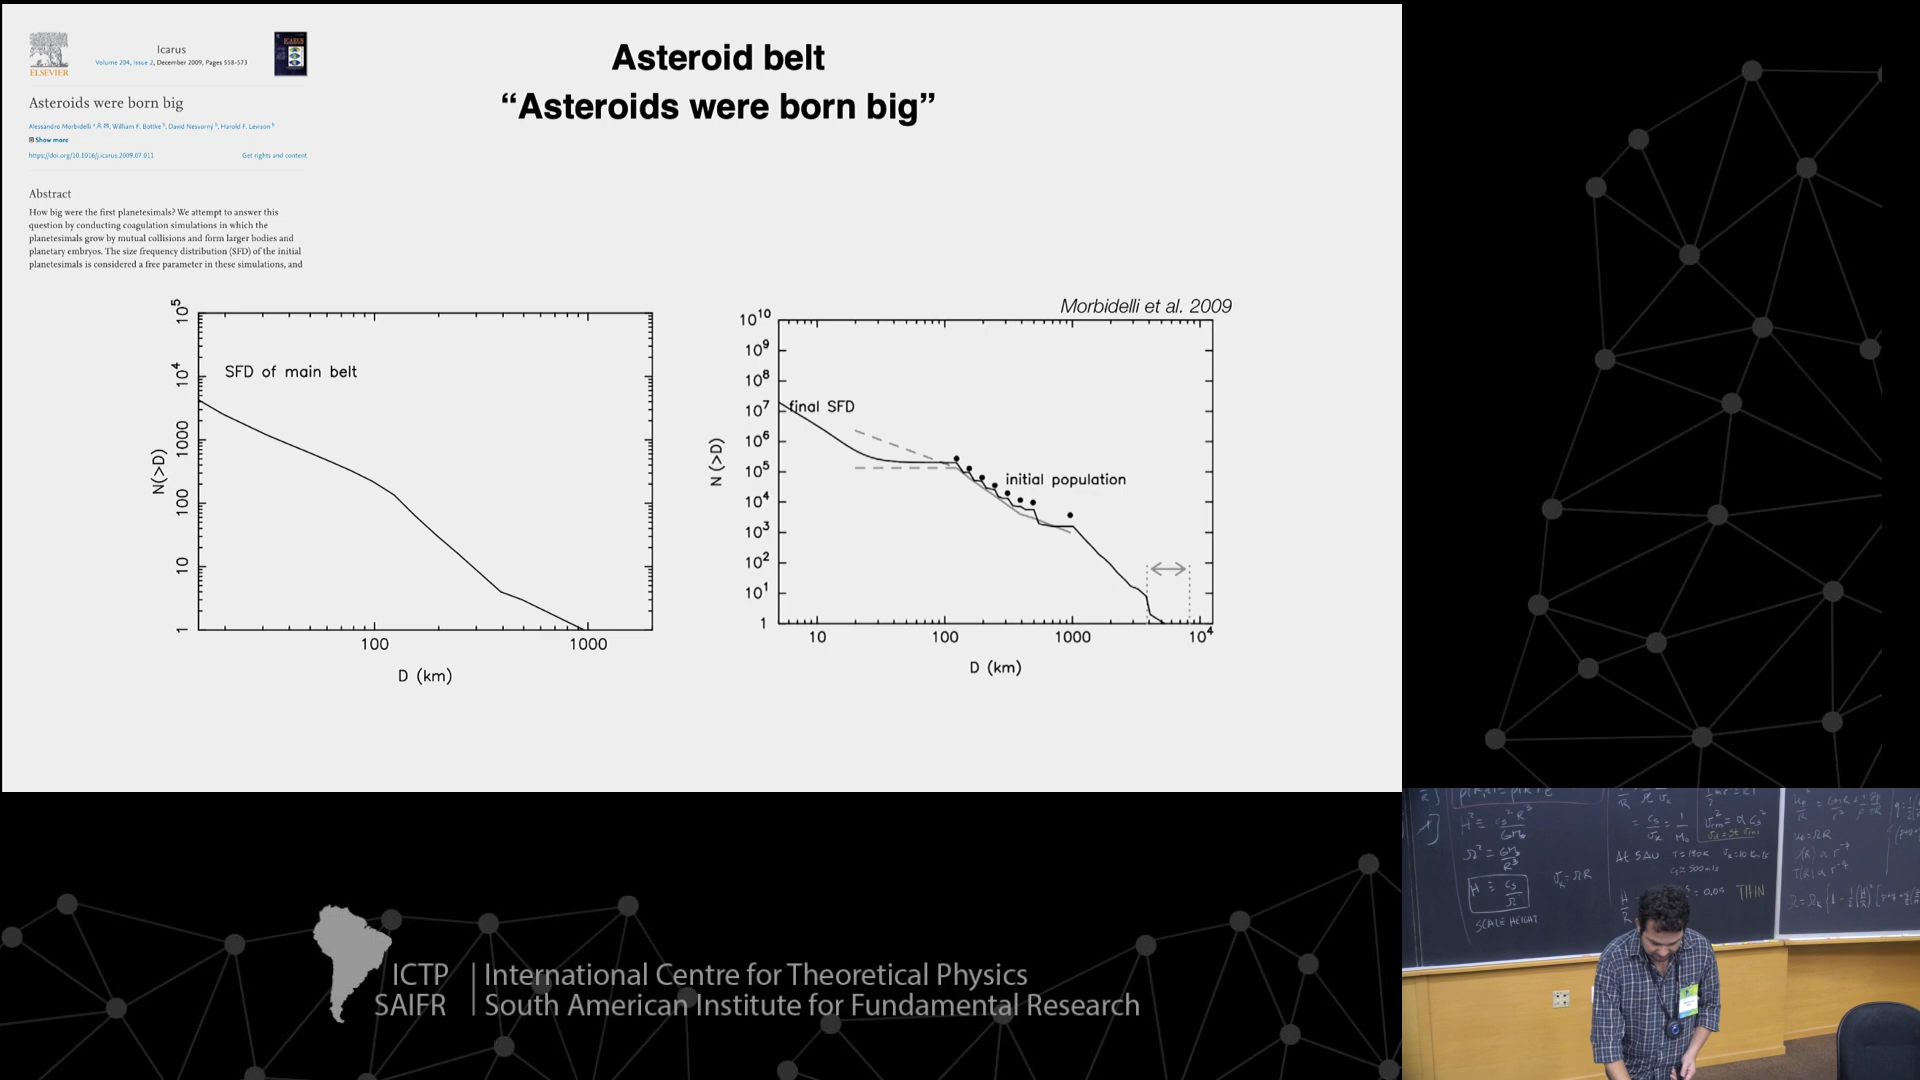 Asteroid belt
“Asteroids were born big”
ELSEVIER
Icarus
Volume 204, Issue 2, December 2009, Pages 558-573
ICARUS
Asteroids were born big
Alessandro Morbidelli a, William F. Bottke b, David Nesvorný b, Harold F. Levison b
Show more
https://doi.org/10.1016/j.icarus.2009.07.011
Get rights and content
Abstract
How big were the first planetesimals? We attempt to answer this
question by conducting coagulation simulations in which the
planetesimals grow by mutual collisions and form larger bodies and
planetary embryos. The size frequency distribution (SFD) of the initial
planetesimals is considered a free parameter in these simulations, and
SFD of main belt
N(>D)
10^5
10^4
1000
100
10
1
100
1000
D (km)
Morbidelli et al. 2009
final SFD
initial population
N (>D)
10^10
10^9
10^8
10^7
10^6
10^5
10^4
10^3
10^2
10^1
1
10
100
1000
10^4
D (km)
ICTP
SAIFR
International Centre for Theoretical Physics
South American Institute for Fundamental Research
SCALE HEIGHT
THIN